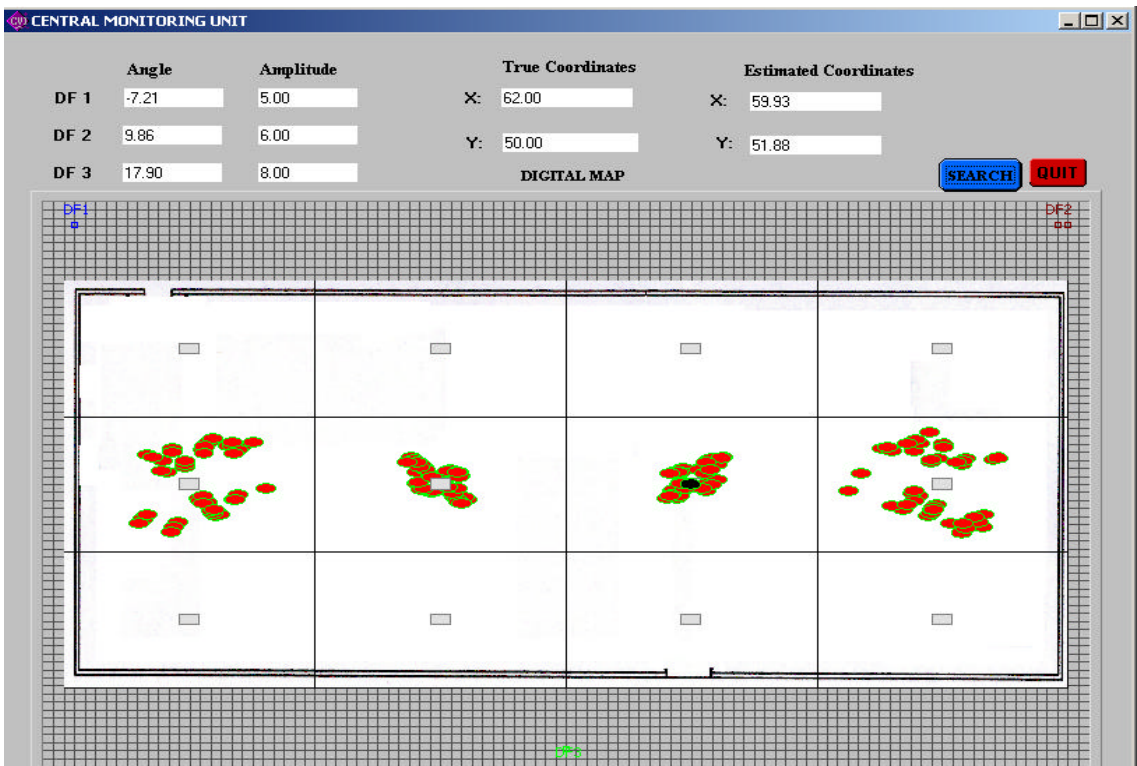 CVI CENTRAL MONITORING UNIT
Angle Amplitude True Coordinates Estimated Coordinates
DF 1 -7.21 5.00 X: 62.00 X: 59.93
DF 2 9.86 6.00 Y: 50.00 Y: 51.88
DF 3 17.90 8.00 DIGITAL MAP SEARCH QUIT
DF1 DF2
DF3